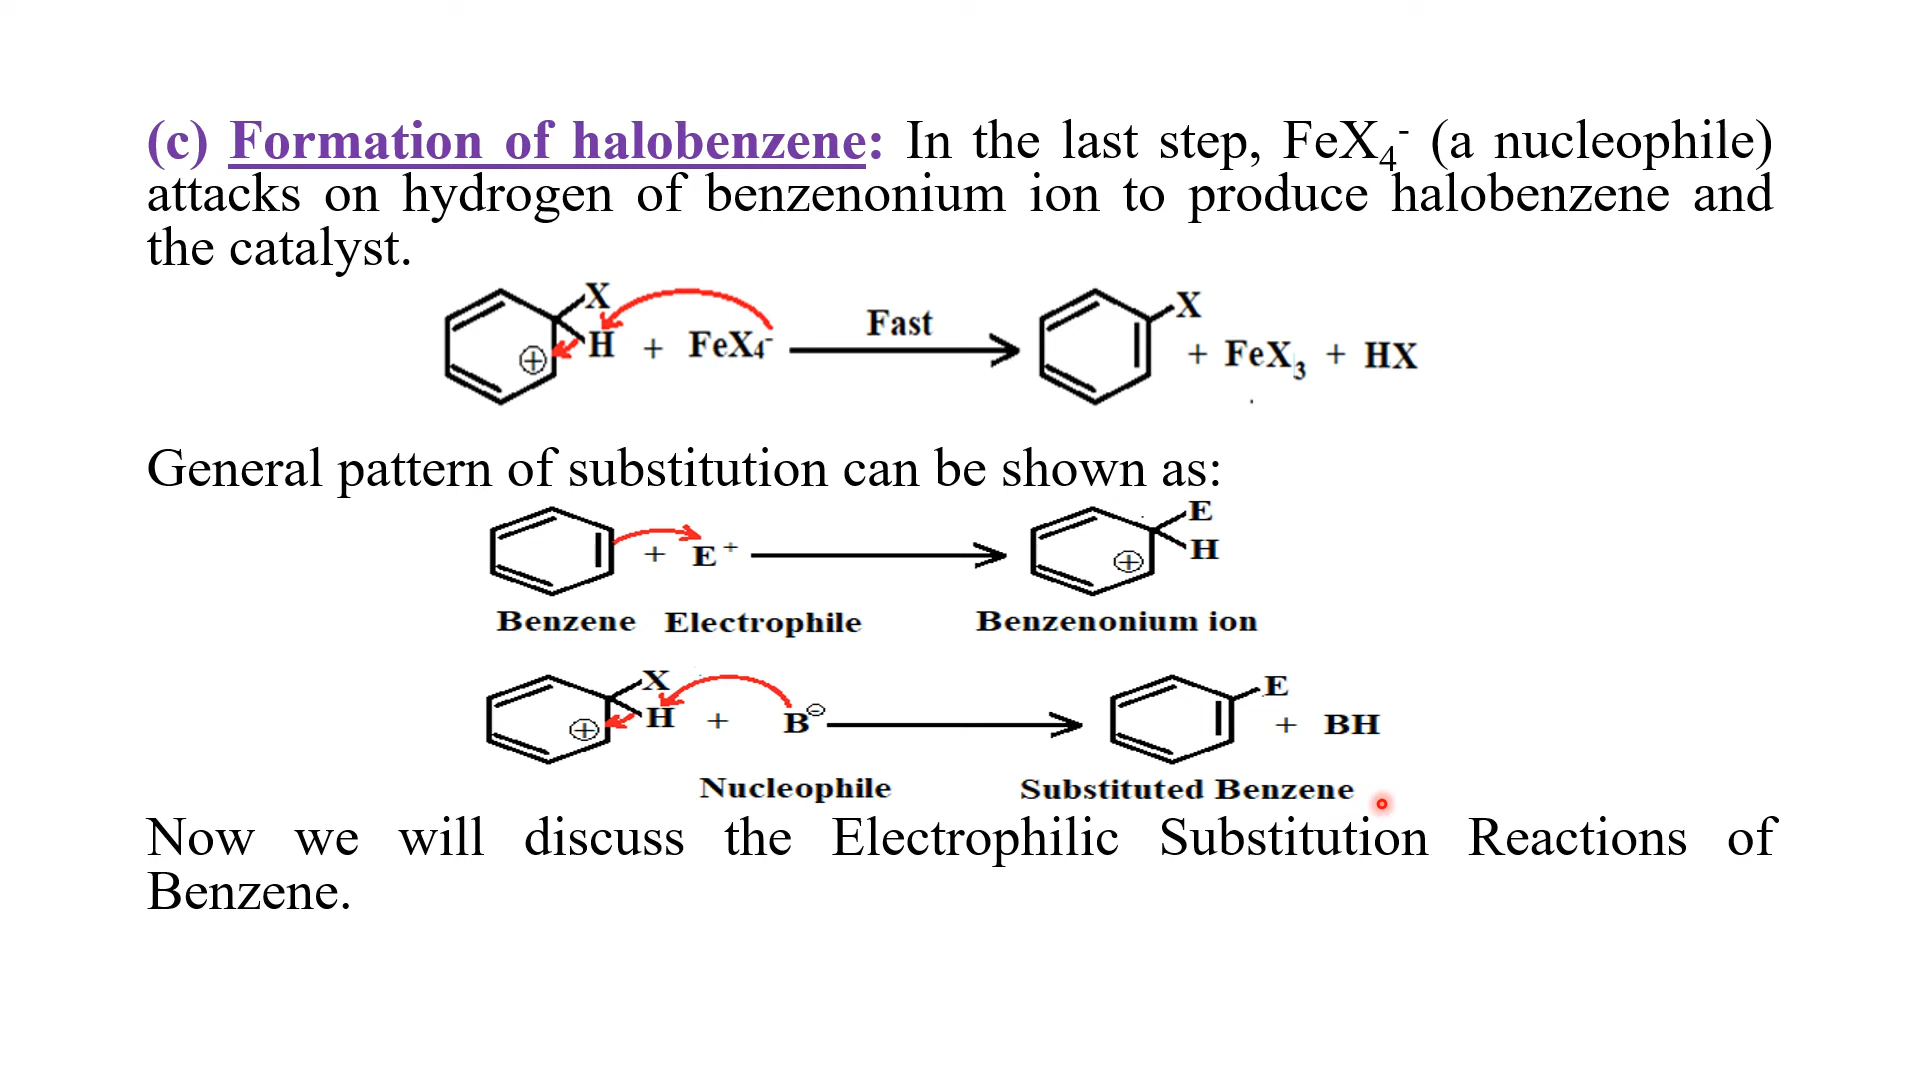 (c) Formation of halobenzene: In the last step, FeX₄⁻ (a nucleophile)
attacks on hydrogen of benzenonium ion to produce halobenzene and
the catalyst.
X H ⊕ + FeX₄⁻ Fast X + FeX₃ + HX
General pattern of substitution can be shown as:
+ E⁺ E H ⊕
Benzene Electrophile Benzenonium ion
X H ⊕ + B⊖ E + BH
Nucleophile Substituted Benzene
Now we will discuss the Electrophilic Substitution Reactions of
Benzene.